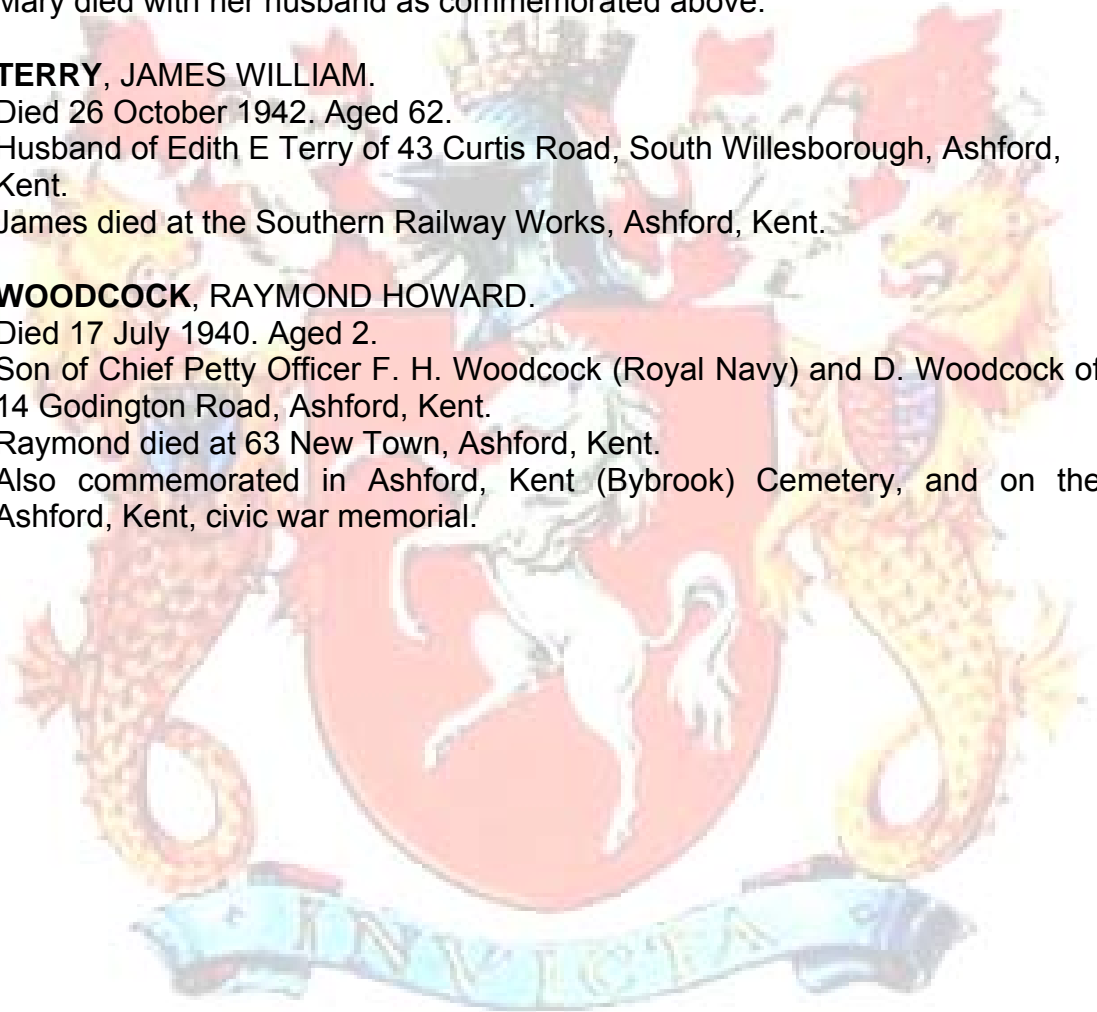 Mary died with her husband as commemorated above.
TERRY, JAMES WILLIAM.
Died 26 October 1942. Aged 62.
Husband of Edith E Terry of 43 Curtis Road, South Willesborough, Ashford,
Kent.
James died at the Southern Railway Works, Ashford, Kent.
WOODCOCK, RAYMOND HOWARD.
Died 17 July 1940. Aged 2.
Son of Chief Petty Officer F. H. Woodcock (Royal Navy) and D. Woodcock of
14 Godington Road, Ashford, Kent.
Raymond died at 63 New Town, Ashford, Kent.
Also commemorated in Ashford, Kent (Bybrook) Cemetery, and on the
Ashford, Kent, civic war memorial.
INVICTA